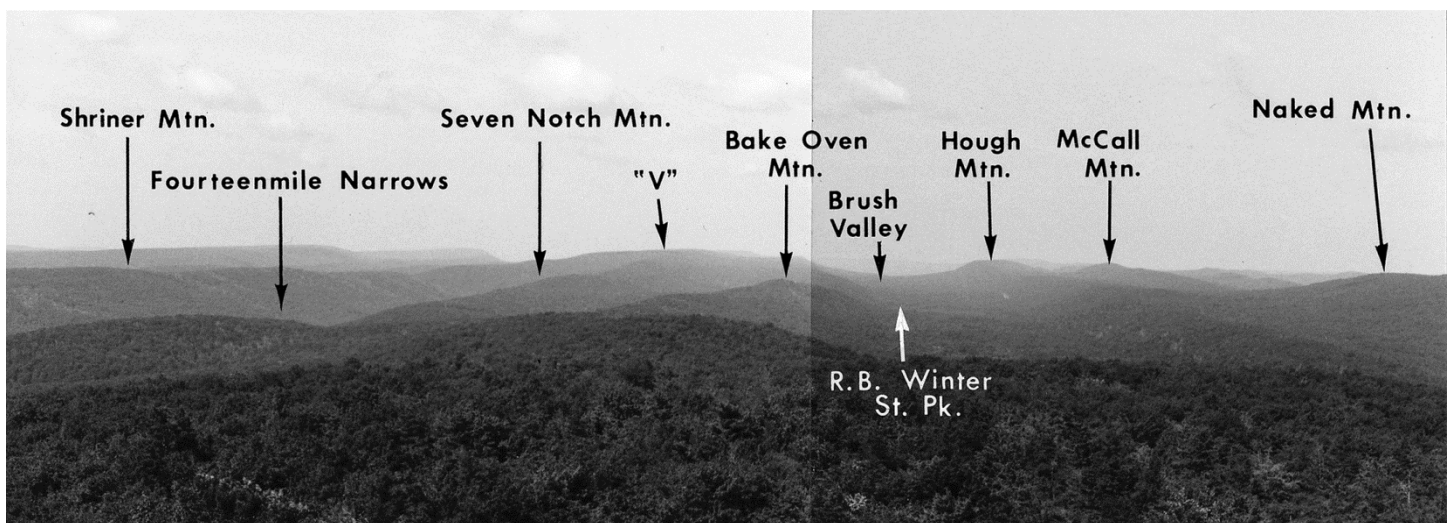 Shriner Mtn.
Fourteenmile Narrows
Seven Notch Mtn.
"V"
Bake Oven
Mtn.
Brush
Valley
R.B. Winter
St. Pk.
Hough
Mtn.
McCall
Mtn.
Naked Mtn.